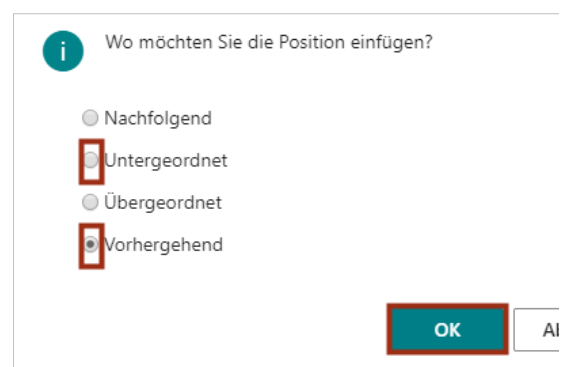 Wo möchten Sie die Position einfügen?
Nachfolgend
Untergeordnet
Übergeordnet
Vorhergehend
OK